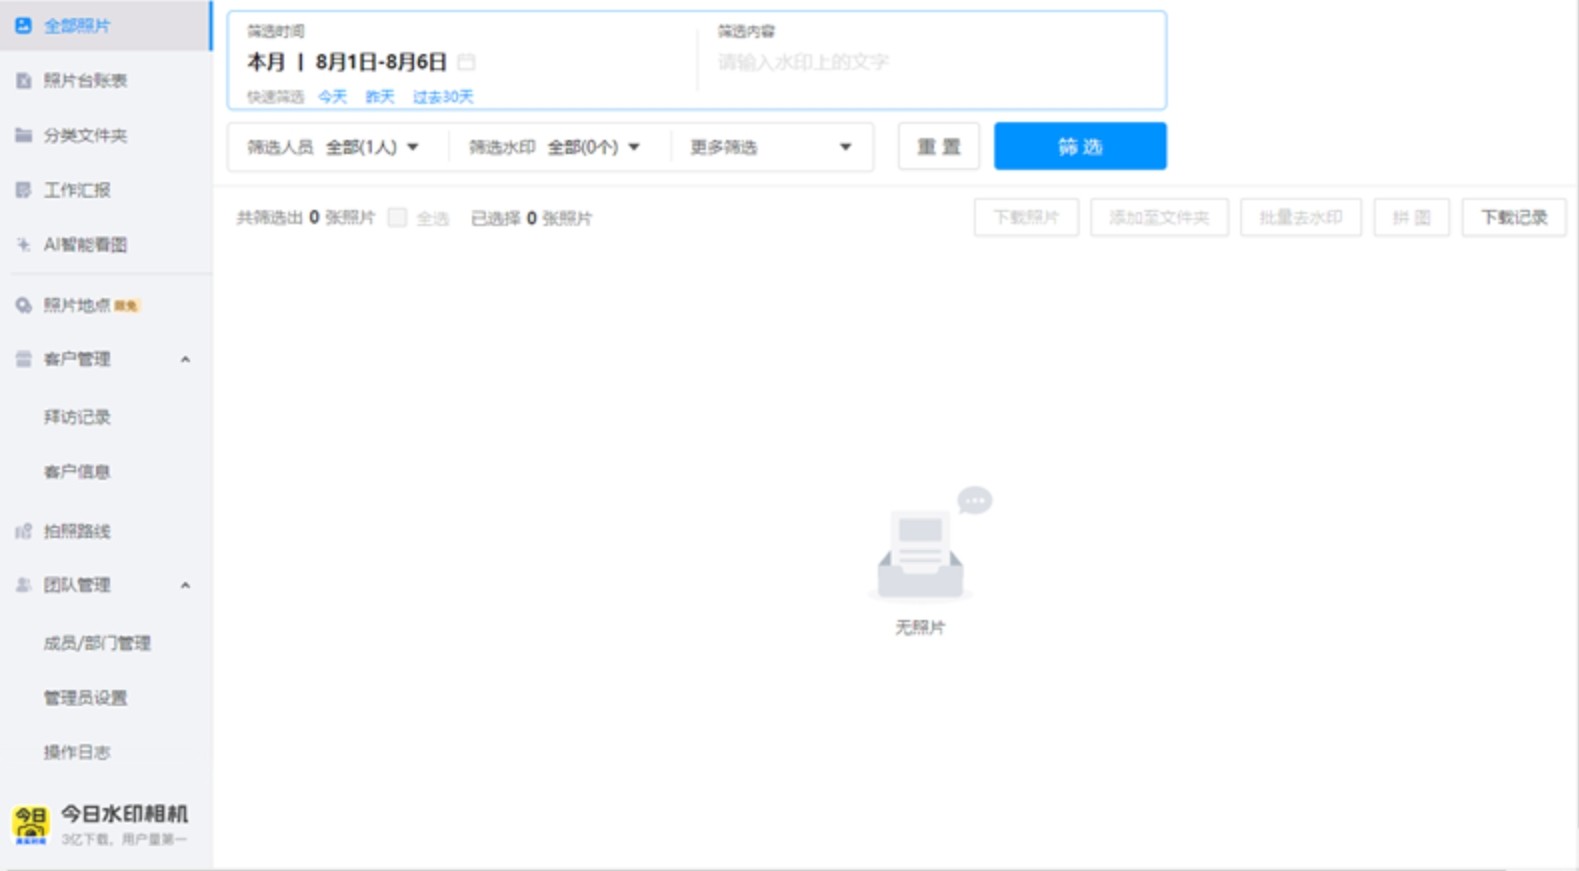 全部照片
照片台账表
分类文件夹
工作汇报
AI智能看图
照片地点 限免
客户管理
拜访记录
客户信息
拍照路线
团队管理
成员/部门管理
管理员设置
操作日志
今日
今日水印相机
3亿下载，用户量第一
筛选时间
本月 | 8月1日-8月6日
快速筛选 今天 昨天 过去30天
筛选内容
请输入水印上的文字
筛选人员 全部(1人) 筛选水印 全部(0个) 更多筛选 重置 筛选
共筛选出 0 张照片 全选 已选择 0 张照片 下载照片 添加至文件夹 批量去水印 拼图 下载记录
无照片